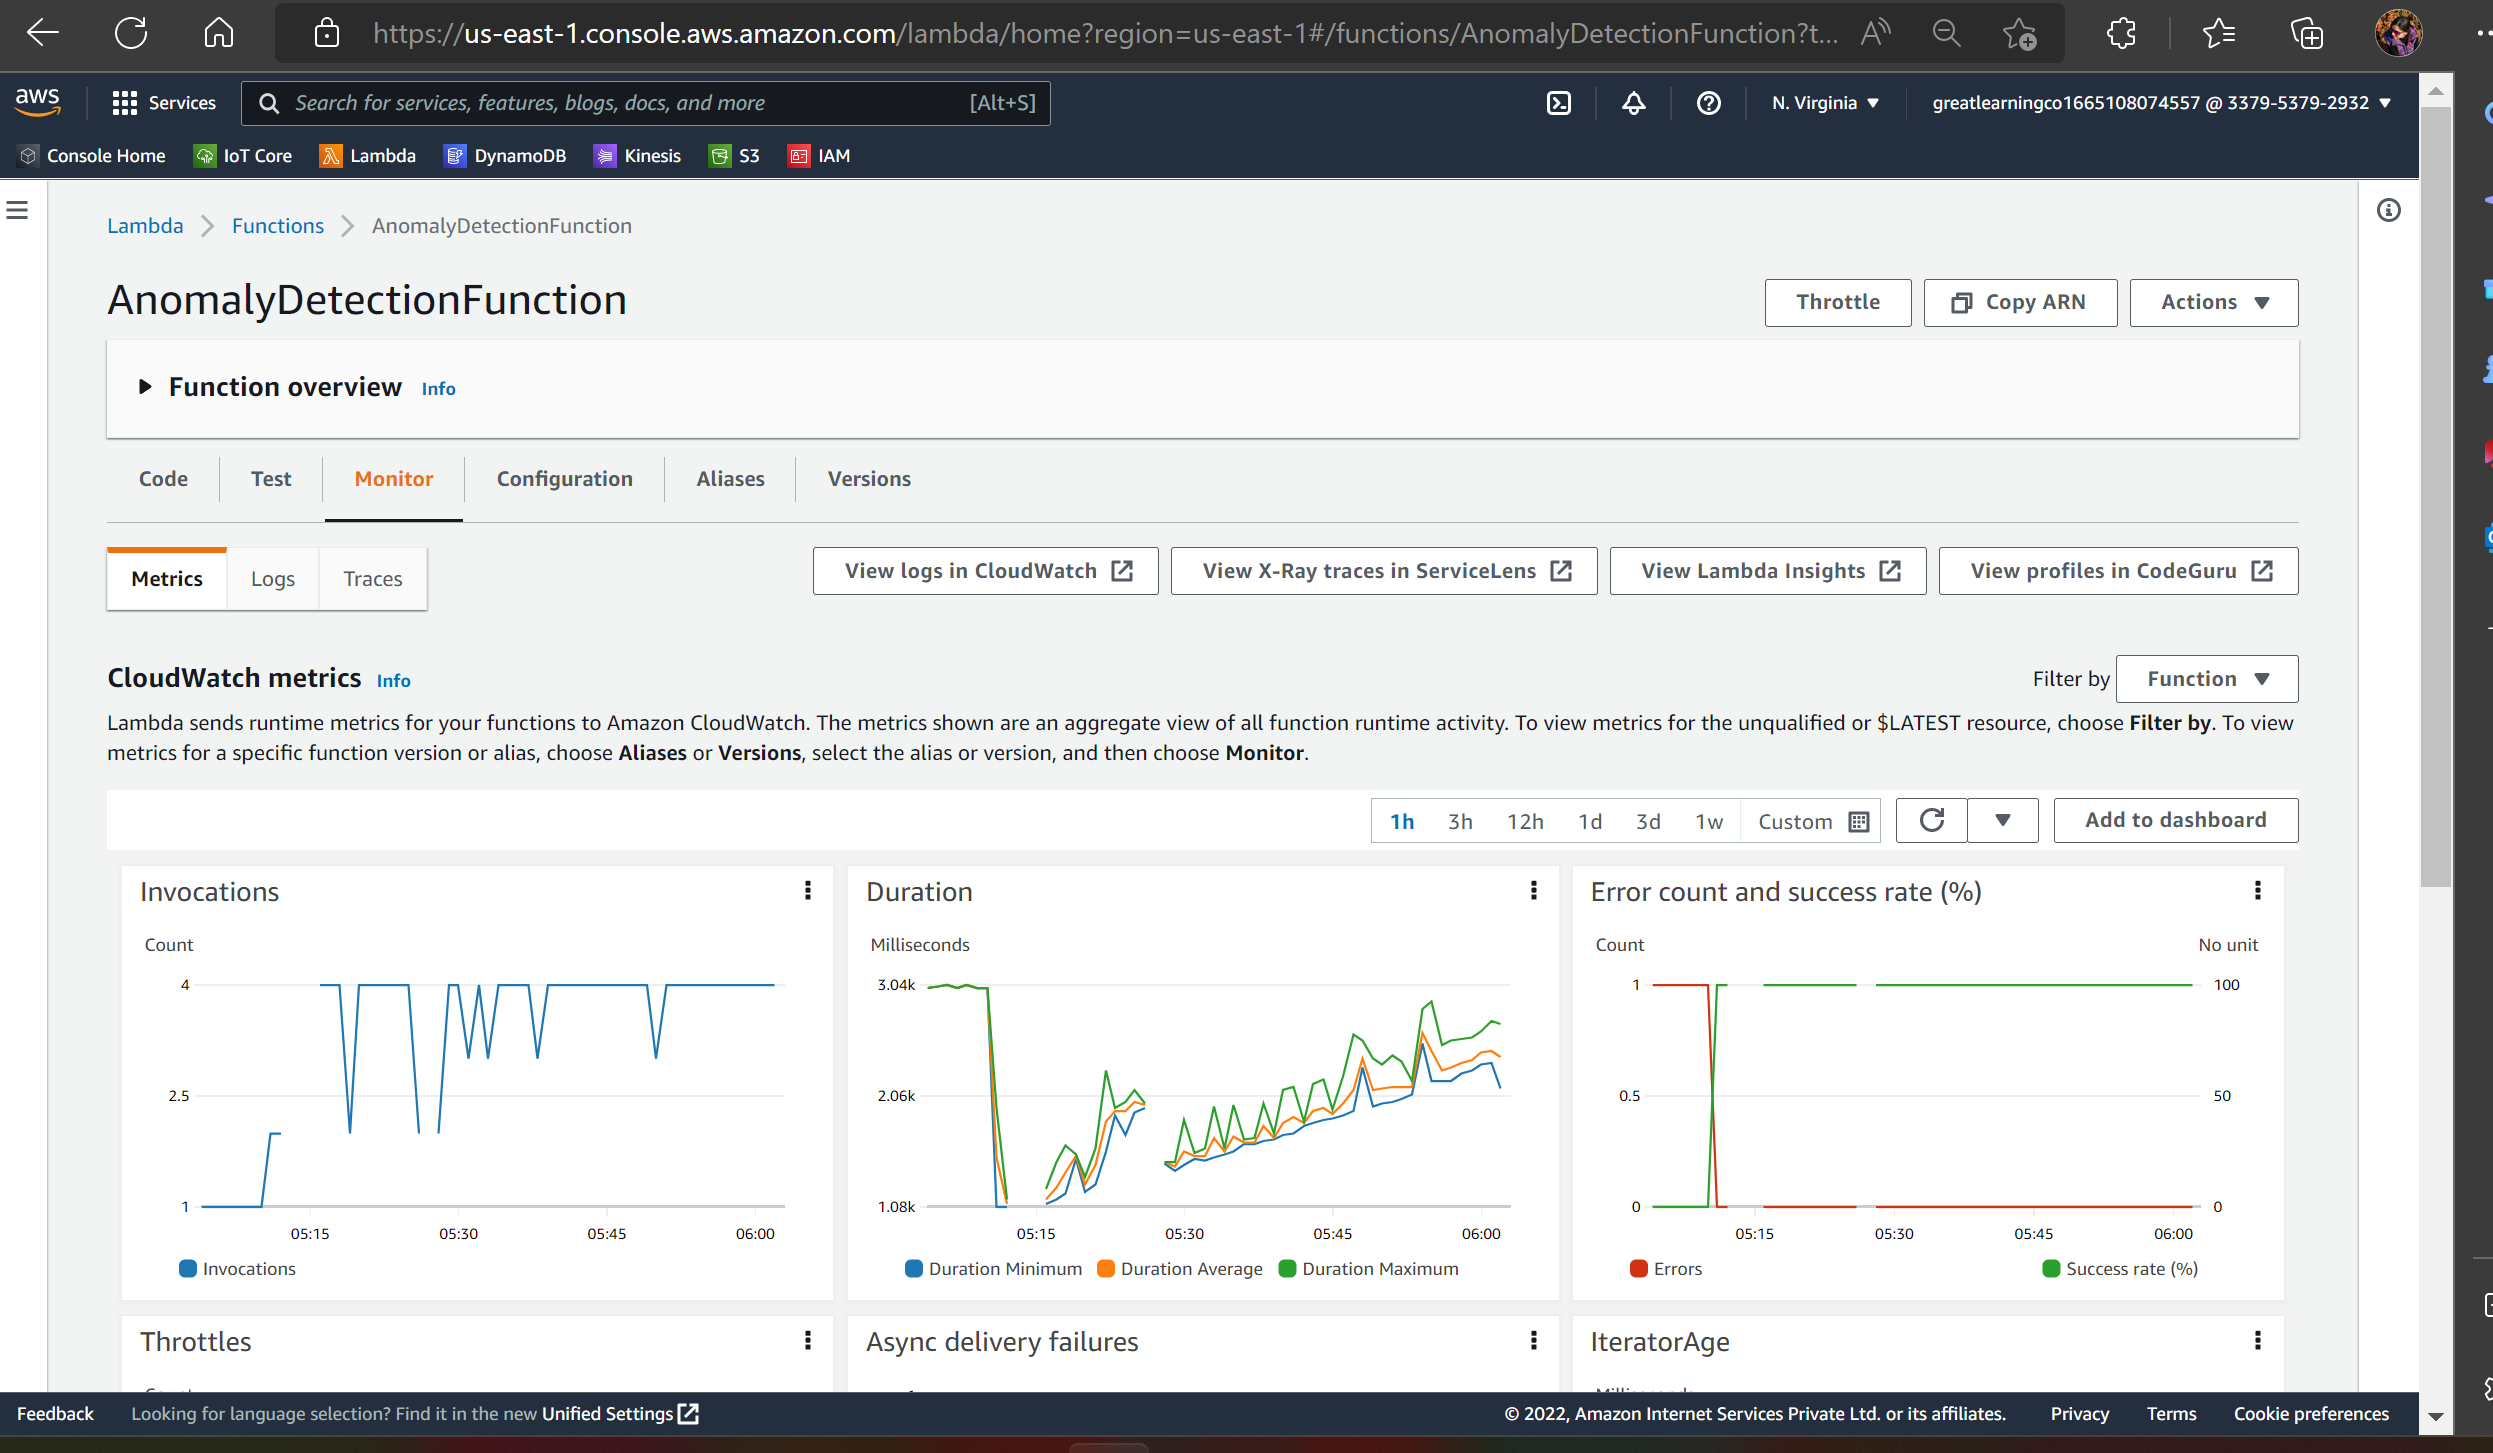 https://us-east-1.console.aws.amazon.com/lambda/home?region=us-east-1#/functions/AnomalyDetectionFunction?t...
aws
Services
Search for services, features, blogs, docs, and more [Alt+S]
N. Virginia
greatlearningco1665108074557 @ 3379-5379-2932
Console Home IoT Core Lambda DynamoDB Kinesis S3 IAM
Lambda Functions AnomalyDetectionFunction
AnomalyDetectionFunction
Throttle Copy ARN Actions
Function overview Info
Code Test Monitor Configuration Aliases Versions
Metrics Logs Traces
View logs in CloudWatch View X-Ray traces in ServiceLens View Lambda Insights View profiles in CodeGuru
CloudWatch metrics Info
Filter by Function
Lambda sends runtime metrics for your functions to Amazon CloudWatch. The metrics shown are an aggregate view of all function runtime activity. To view metrics for the unqualified or $LATEST resource, choose Filter by. To view
metrics for a specific function version or alias, choose Aliases or Versions, select the alias or version, and then choose Monitor.
1h 3h 12h 1d 3d 1w Custom
Add to dashboard
Invocations
Count
4
2.5
1
05:15 05:30 05:45 06:00
Invocations
Duration
Milliseconds
3.04k
2.06k
1.08k
05:15 05:30 05:45 06:00
Duration Minimum Duration Average Duration Maximum
Error count and success rate (%)
Count No unit
1 100
0.5 50
0 0
05:15 05:30 05:45 06:00
Errors Success rate (%)
Throttles
Async delivery failures
IteratorAge
Feedback Looking for language selection? Find it in the new Unified Settings
© 2022, Amazon Internet Services Private Ltd. or its affiliates. Privacy Terms Cookie preferences